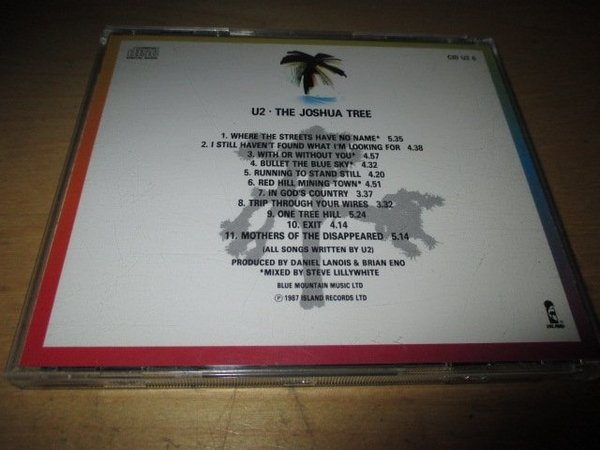 COMPACT
disc
DIGITAL AUDIO
CID U2 6
U2 · THE JOSHUA TREE
1. WHERE THE STREETS HAVE NO NAME* 5.35
2. I STILL HAVEN'T FOUND WHAT I'M LOOKING FOR 4.38
3. WITH OR WITHOUT YOU* 4.57
4. BULLET THE BLUE SKY* 4.32
5. RUNNING TO STAND STILL 4.20
6. RED HILL MINING TOWN* 4.51
7. IN GOD'S COUNTRY 3.37
8. TRIP THROUGH YOUR WIRES 3.32
9. ONE TREE HILL 5.24
10. EXIT 4.14
11. MOTHERS OF THE DISAPPEARED 5.14
(ALL SONGS WRITTEN BY U2)
PRODUCED BY DANIEL LANOIS & BRIAN ENO
*MIXED BY STEVE LILLYWHITE
BLUE MOUNTAIN MUSIC LTD
℗ 1987 ISLAND RECORDS LTD
ISLAND